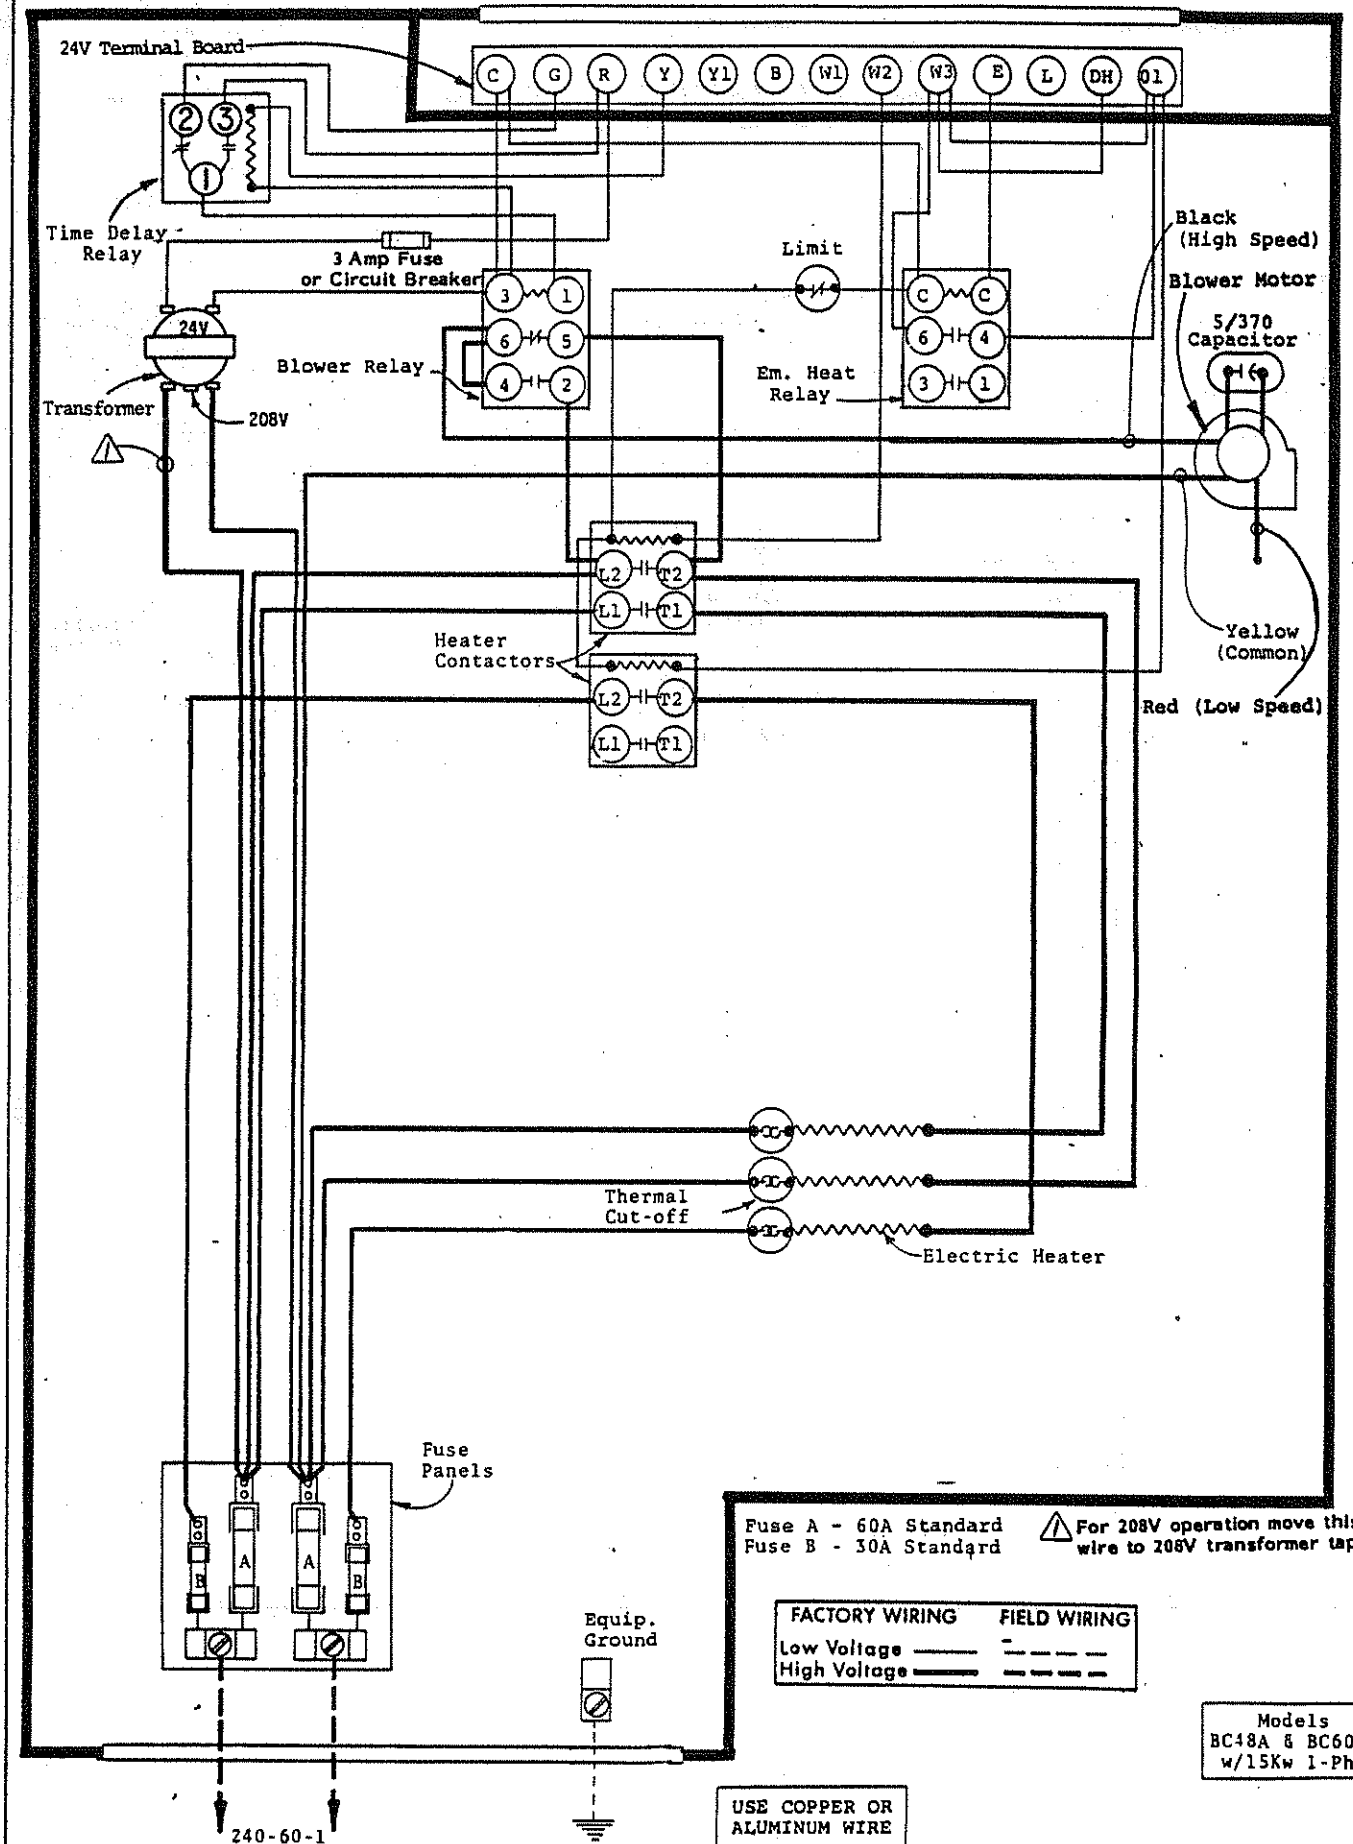 24V Terminal Board
C G R Y Y1 B W1 W2 W3 E L DH O1
2 3
1
Time Delay
Relay
3 Amp Fuse
or Circuit Breaker
Limit
Black
(High Speed)
Blower Motor
5/370
Capacitor
3 1
6 5
4 2
C C
6 4
3 1
24V
Blower Relay
Em. Heat
Relay
Transformer
208V
1
L2 T2
L1 T1
Heater
Contactors
L2 T2
L1 T1
Yellow
(Common)
Red (Low Speed)
Thermal
Cut-off
Electric Heater
Fuse
Panels
B A A B
Fuse A - 60A Standard
Fuse B - 30A Standard
1 For 208V operation move this
wire to 208V transformer tap
FACTORY WIRING FIELD WIRING
Low Voltage
High Voltage
Equip.
Ground
Models
BC48A & BC60
w/15Kw 1-Ph
USE COPPER OR
ALUMINUM WIRE
240-60-1